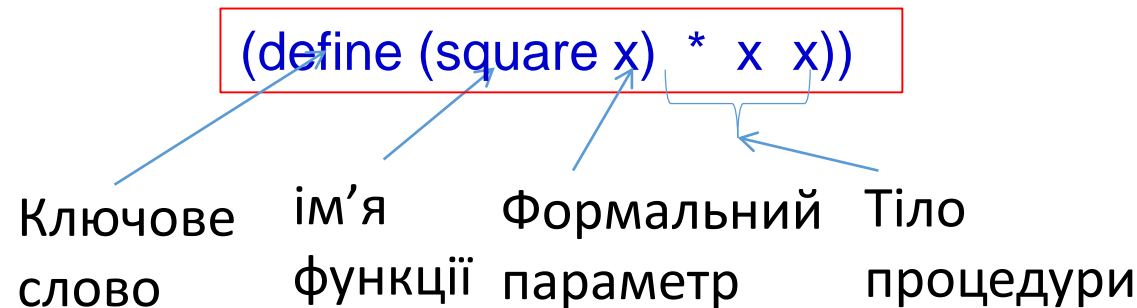 (define (square x) * x x))
Ключове
слово
ім’я
функції
Формальний
параметр
Тіло
процедури